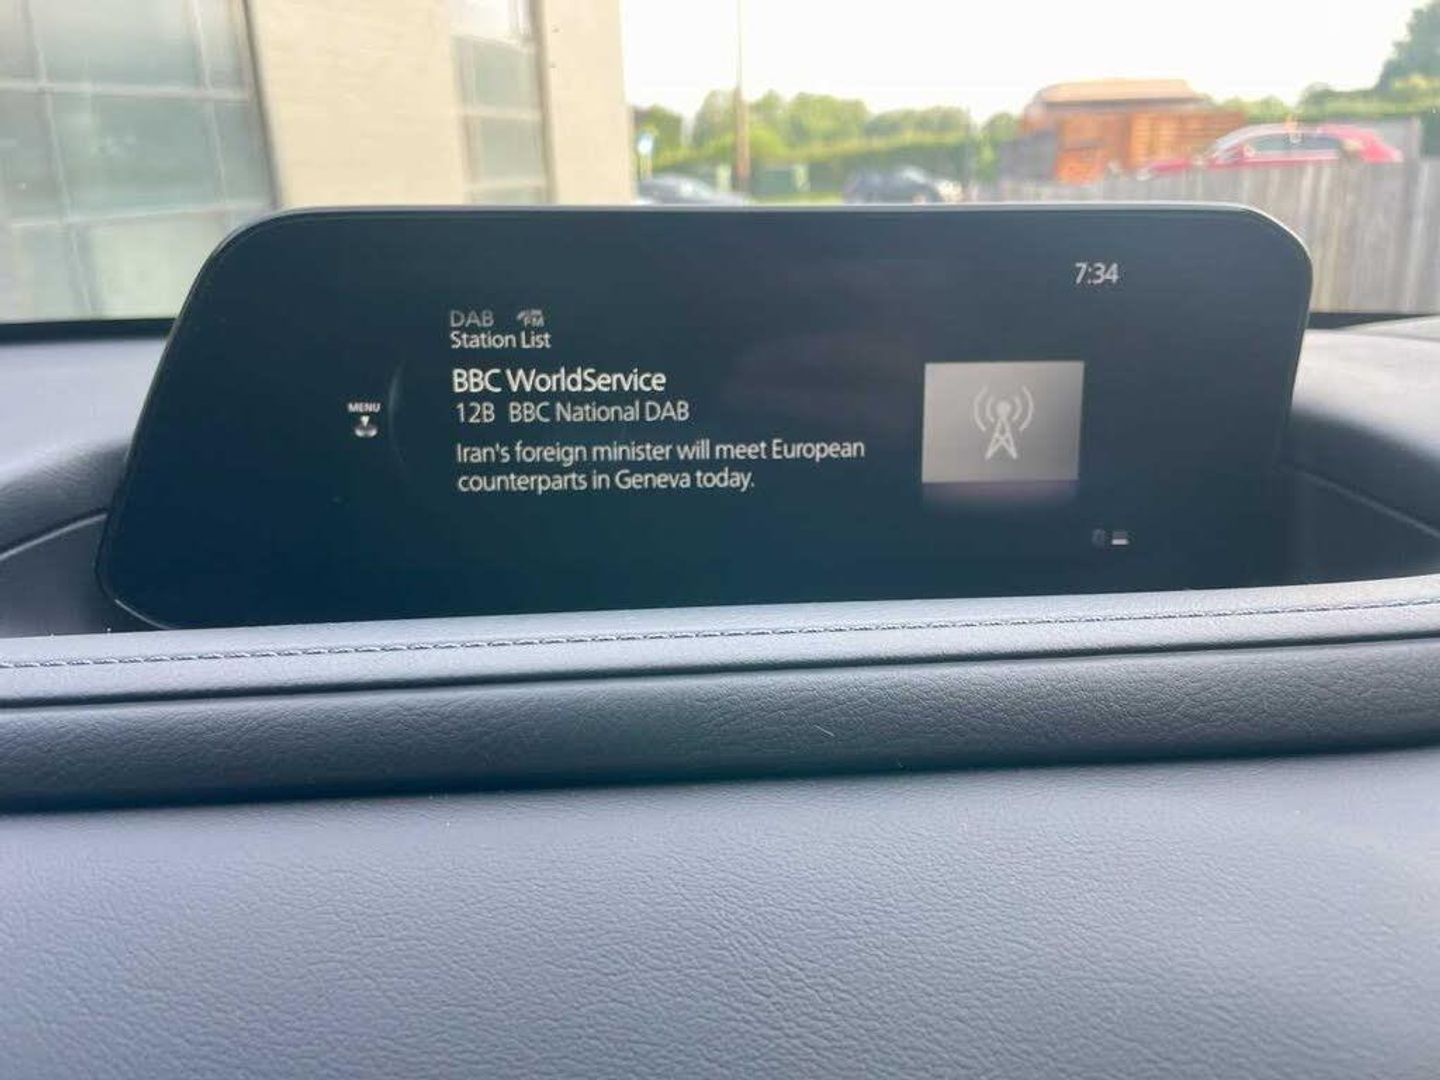 7:34
DAB FM
Station List
BBC WorldService
MENU
12B BBC National DAB
Iran's foreign minister will meet European
counterparts in Geneva today.